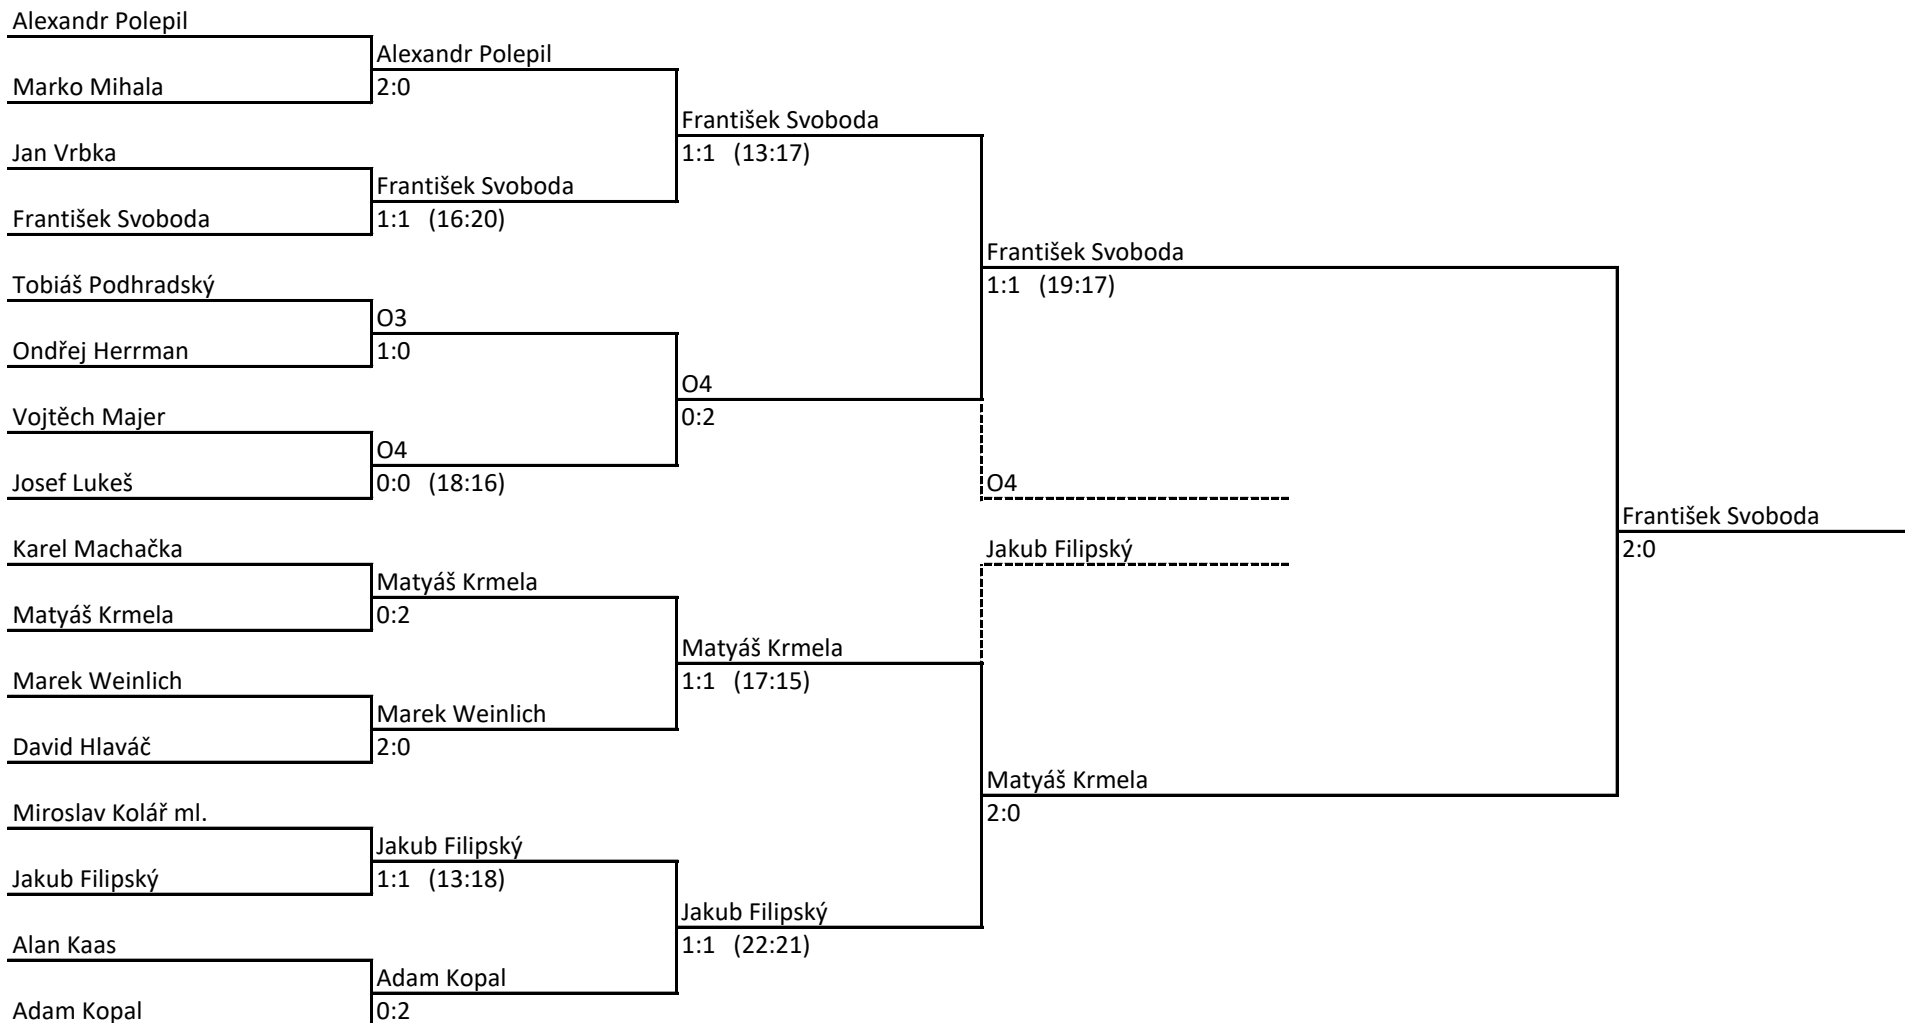 Alexandr Polepil
Alexandr Polepil
Marko Mihala
2:0
František Svoboda
Jan Vrbka
1:1 (13:17)
František Svoboda
František Svoboda
1:1 (16:20)
František Svoboda
Tobiáš Podhradský
1:1 (19:17)
O3
Ondřej Herrman
1:0
O4
Vojtěch Majer
0:2
O4
Josef Lukeš
0:0 (18:16)
O4
František Svoboda
Karel Machačka
Jakub Filipský
2:0
Matyáš Krmela
Matyáš Krmela
0:2
Matyáš Krmela
Marek Weinlich
1:1 (17:15)
Marek Weinlich
David Hlaváč
2:0
Matyáš Krmela
Miroslav Kolář ml.
2:0
Jakub Filipský
Jakub Filipský
1:1 (13:18)
Jakub Filipský
Alan Kaas
1:1 (22:21)
Adam Kopal
Adam Kopal
0:2